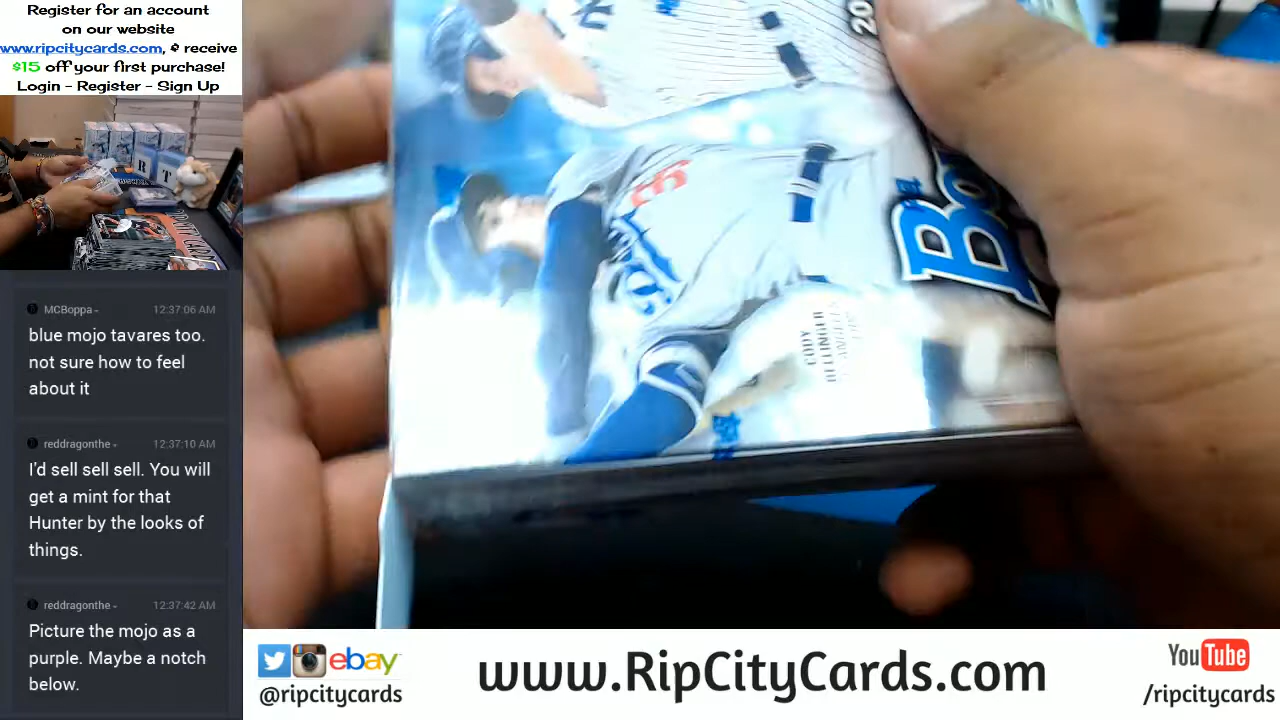 Register for an account
on our website
www.ripcitycards.com, & receive
$15 off your first purchase!
Login - Register - Sign Up
MCBoppa 12:37:06 AM
blue mojo tavares too.
not sure how to feel
about it
reddragonthe 12:37:10 AM
I'd sell sell sell. You will
get a mint for that
Hunter by the looks of
things.
reddragonthe 12:37:42 AM
Picture the mojo as a
purple. Maybe a notch
below.
20
Bo
CODY
BELLINGER
ebay
@ripcitycards
www.RipCityCards.com
YouTube
/ripcitycards